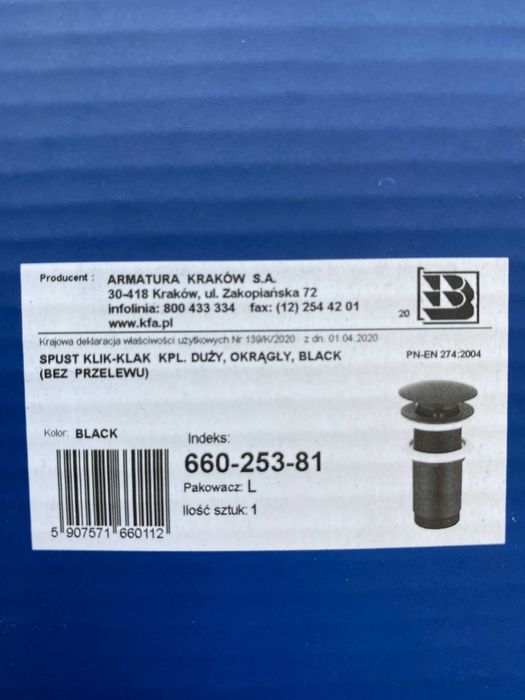 Producent : ARMATURA KRAKÓW S.A.
30-418 Kraków, ul. Zakopiańska 72
infolinia: 800 433 334 fax: (12) 254 42 01
www.kfa.pl
20
Krajowa deklaracja właściwości użytkowych Nr 139/K/2020 z dn. 01.04.2020
SPUST KLIK-KLAK KPL. DUŻY, OKRĄGŁY, BLACK
(BEZ PRZELEWU)
PN-EN 274:2004
Kolor: BLACK
Indeks:
660-253-81
Pakowacz: L
Ilość sztuk: 1
5 907571 660112